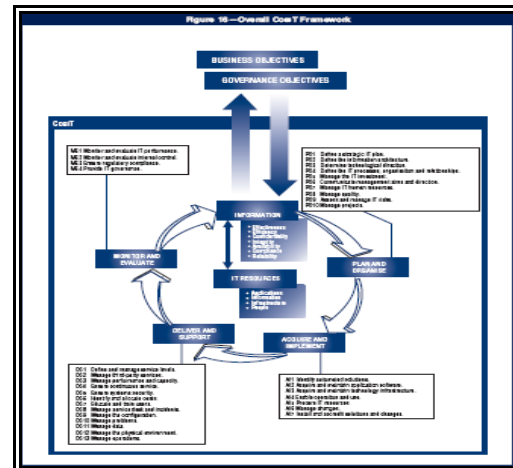 Figure 16—Overall COBIT Framework
BUSINESS OBJECTIVES
GOVERNANCE OBJECTIVES
COBIT
ME1 Monitor and evaluate IT performance.
ME2 Monitor and evaluate internal control.
ME3 Ensure regulatory compliance.
ME4 Provide IT governance.
PO1 Define a strategic IT plan.
PO2 Define the information architecture.
PO3 Determine technological direction.
PO4 Define the IT processes, organisation and relationships.
PO5 Manage the IT investment.
PO6 Communicate management aims and direction.
PO7 Manage IT human resources.
PO8 Manage quality.
PO9 Assess and manage IT risks.
PO10 Manage projects.
INFORMATION
• Effectiveness
• Efficiency
• Confidentiality
• Integrity
• Availability
• Compliance
• Reliability
MONITOR AND
EVALUATE
PLAN AND
ORGANISE
IT RESOURCES
• Applications
• Information
• Infrastructure
• People
DELIVER AND
SUPPORT
ACQUIRE AND
IMPLEMENT
DS1 Define and manage service levels.
DS2 Manage third-party services.
DS3 Manage performance and capacity.
DS4 Ensure continuous service.
DS5 Ensure systems security.
DS6 Identify and allocate costs.
DS7 Educate and train users.
DS8 Manage service desk and incidents.
DS9 Manage the configuration.
DS10 Manage problems.
DS11 Manage data.
DS12 Manage the physical environment.
DS13 Manage operations.
AI1 Identify automated solutions.
AI2 Acquire and maintain application software.
AI3 Acquire and maintain technology infrastructure.
AI4 Enable operation and use.
AI5 Procure IT resources.
AI6 Manage changes.
AI7 Install and accredit solutions and changes.